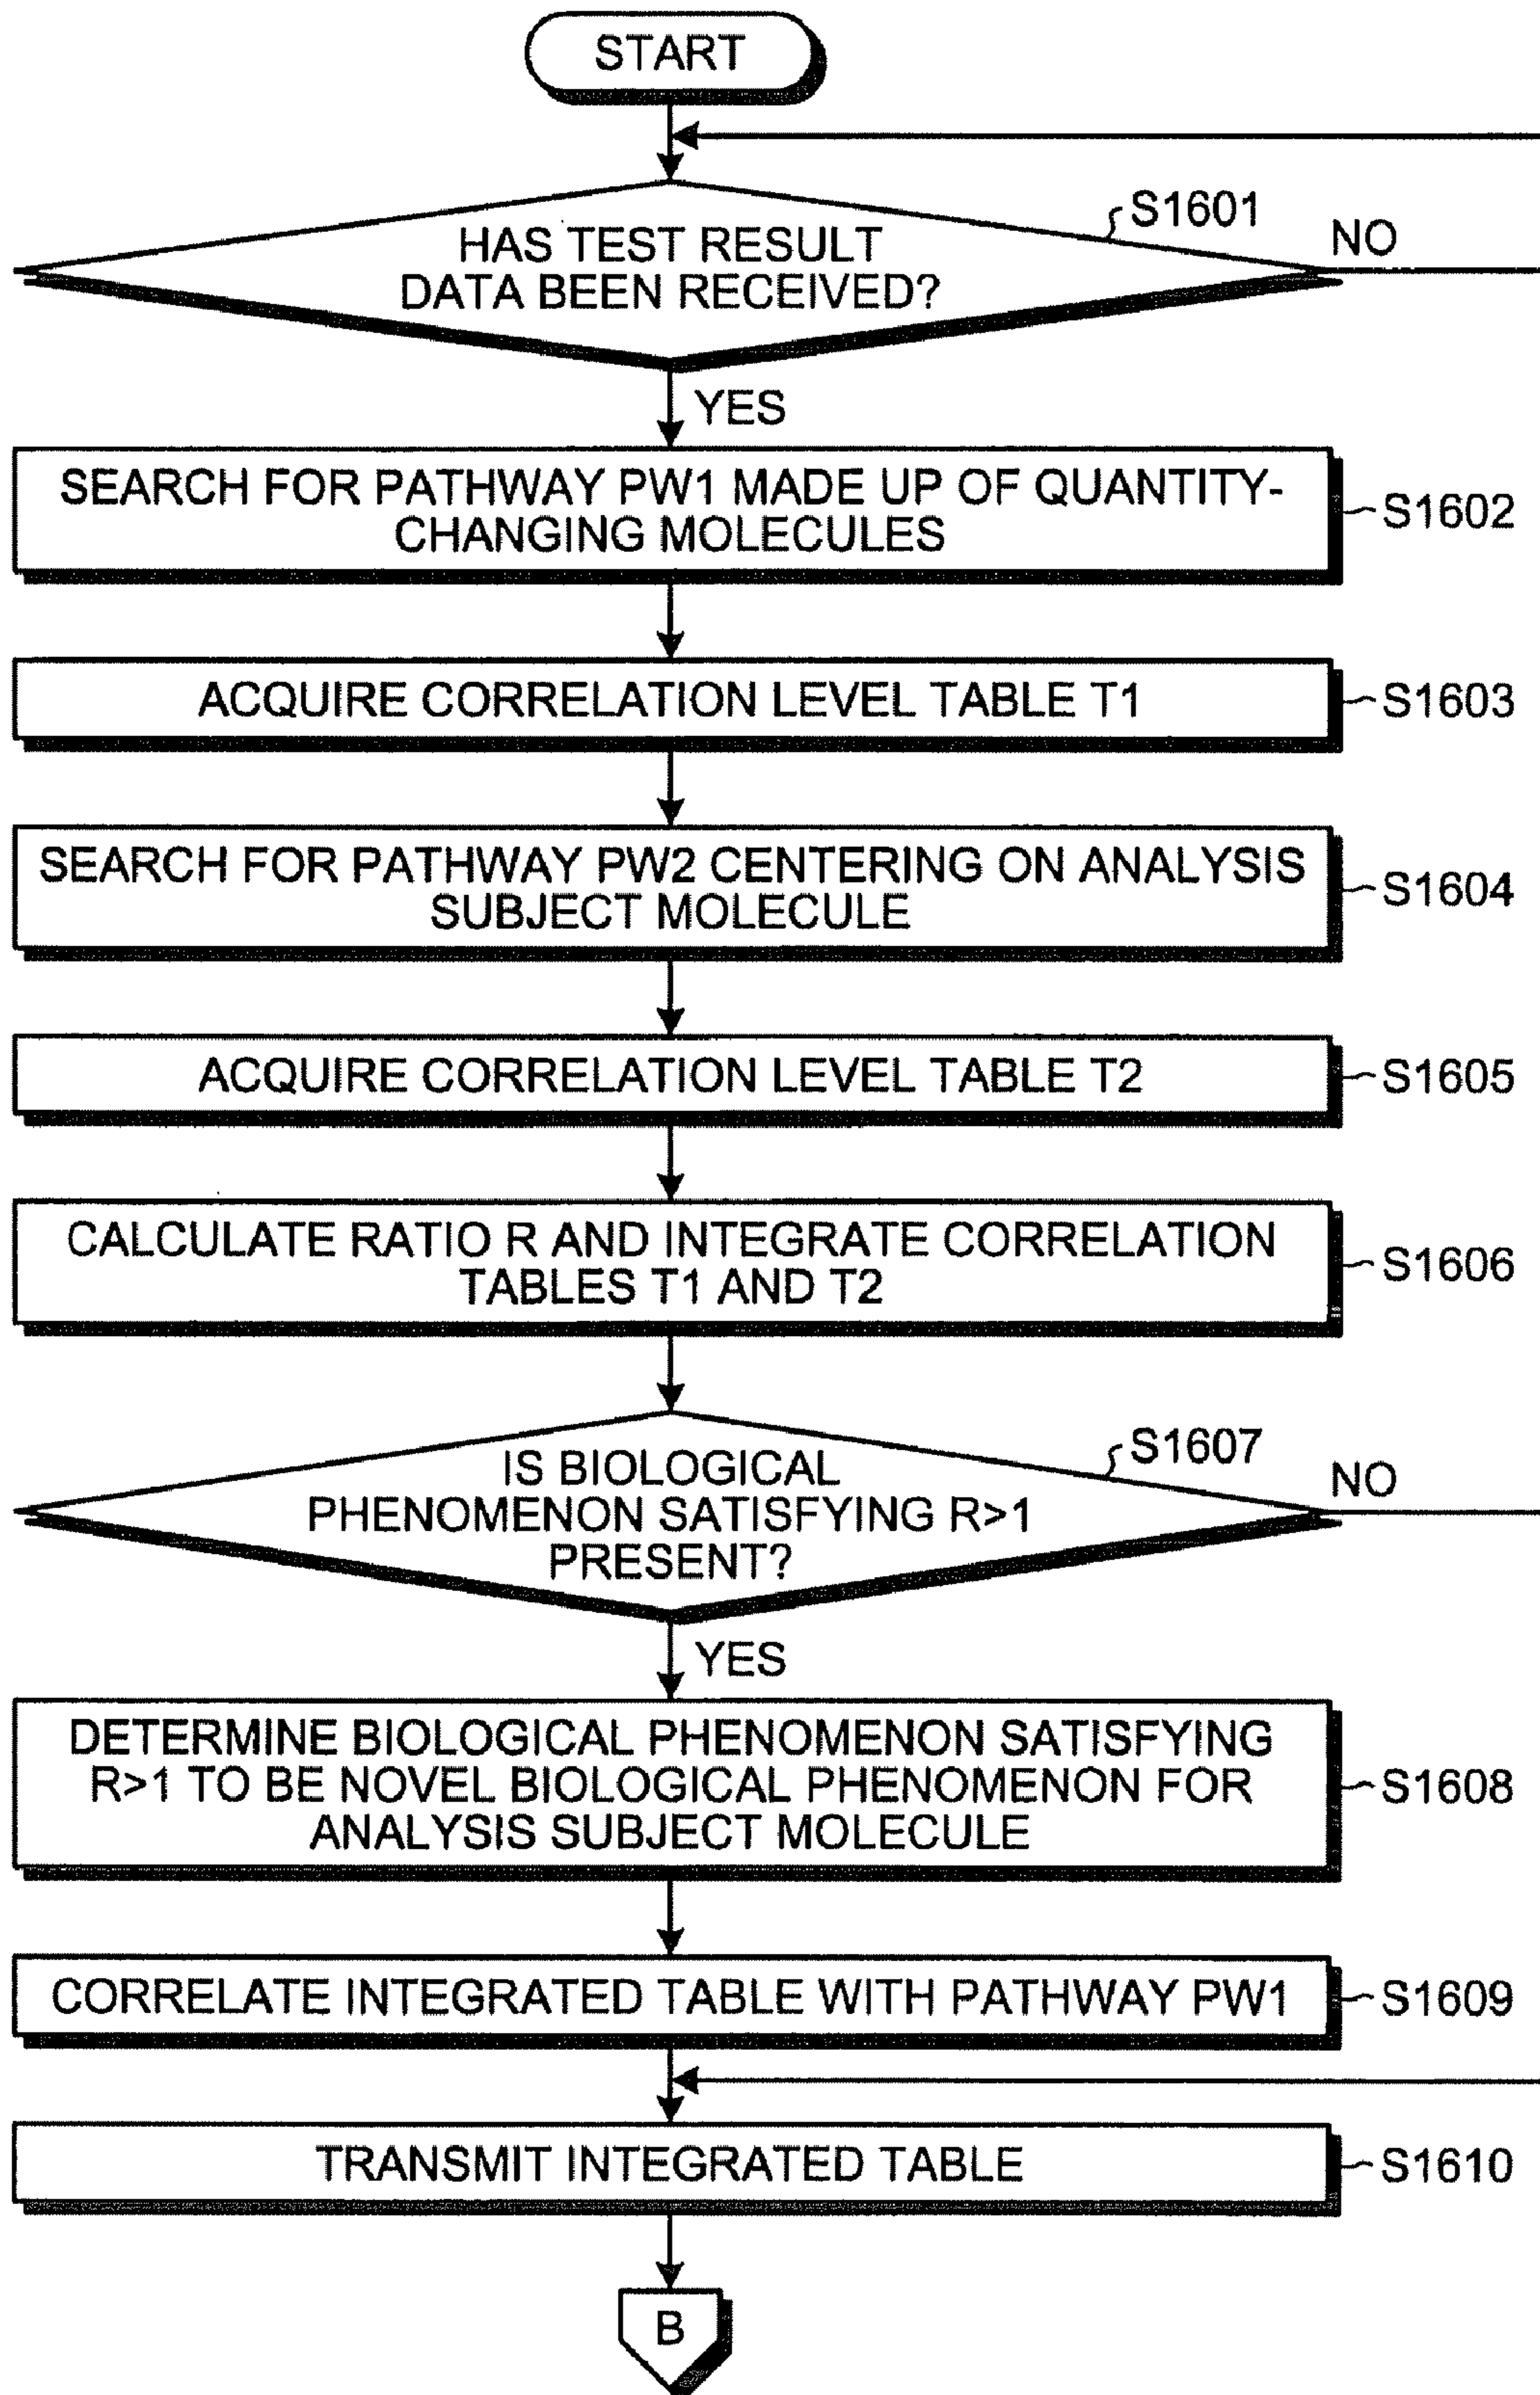 START
S1601
HAS TEST RESULT
NO
DATA BEEN RECEIVED?
YES
SEARCH FOR PATHWAY PW1 MADE UP OF QUANTITY-
CHANGING MOLECULES
S1602
ACQUIRE CORRELATION LEVEL TABLE T1
S1603
SEARCH FOR PATHWAY PW2 CENTERING ON ANALYSIS
SUBJECT MOLECULE
S1604
ACQUIRE CORRELATION LEVEL TABLE T2
S1605
CALCULATE RATIO R AND INTEGRATE CORRELATION
TABLES T1 AND T2
S1606
S1607
IS BIOLOGICAL
NO
PHENOMENON SATISFYING R>1
PRESENT?
YES
DETERMINE BIOLOGICAL PHENOMENON SATISFYING
R>1 TO BE NOVEL BIOLOGICAL PHENOMENON FOR
ANALYSIS SUBJECT MOLECULE
S1608
CORRELATE INTEGRATED TABLE WITH PATHWAY PW1
S1609
TRANSMIT INTEGRATED TABLE
S1610
B